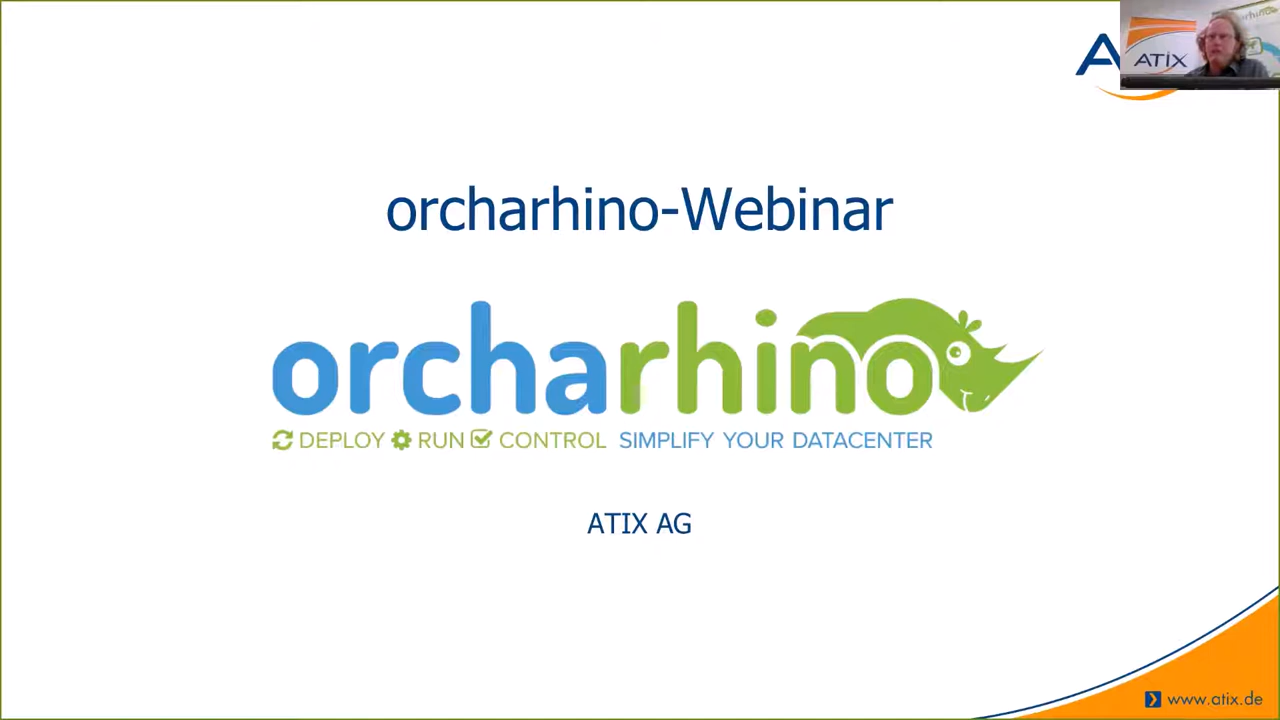 ATIX
orcharhino-Webinar
orcharhino
DEPLOY RUN CONTROL SIMPLIFY YOUR DATACENTER
ATIX AG
www.atix.de